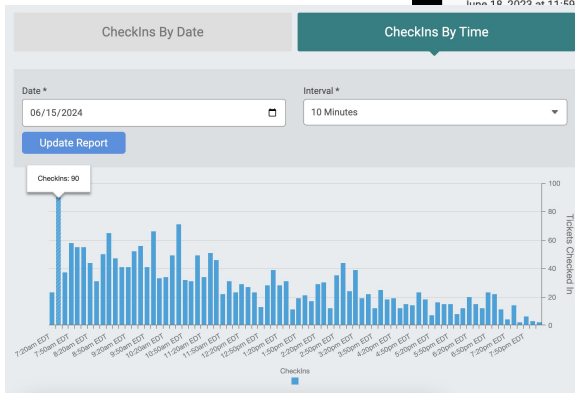 June 18, 2023 at 11:59
CheckIns By Date
CheckIns By Time
Date *
Interval *
06/15/2024
10 Minutes
Update Report
CheckIns: 90
100
80
60
40
20
0
Tickets Checked In
7:20am EDT
7:50am EDT
8:20am EDT
8:50am EDT
9:20am EDT
9:50am EDT
10:20am EDT
10:50am EDT
11:20am EDT
11:50am EDT
12:20pm EDT
12:50pm EDT
1:20pm EDT
1:50pm EDT
2:20pm EDT
2:50pm EDT
3:20pm EDT
3:50pm EDT
4:20pm EDT
4:50pm EDT
5:20pm EDT
5:50pm EDT
6:20pm EDT
6:50pm EDT
7:20pm EDT
7:50pm EDT
CheckIns